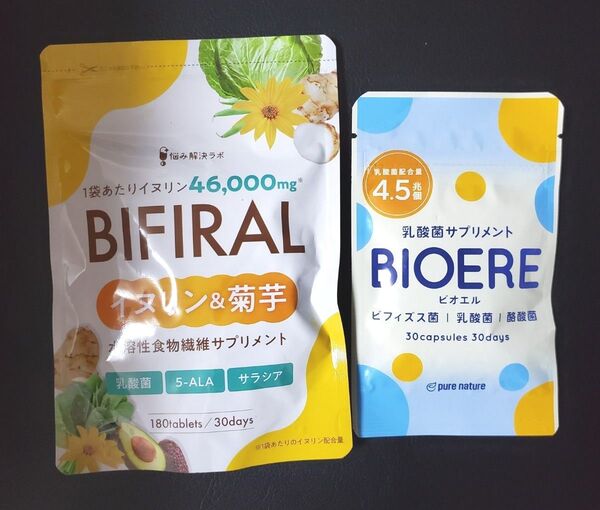 悩み解決ラボ
1袋あたりイヌリン46,000mg※
BIFIRAL
イヌリン&菊芋
水溶性食物繊維サプリメント
乳酸菌 5-ALA サラシア
180tablets/30days
※1袋あたりのイヌリン配合量
乳酸菌配合量
4.5兆個
乳酸菌サプリメント
BIOERE
ビオエル
ビフィズス菌 | 乳酸菌 | 酪酸菌
30capsules 30days
pure nature